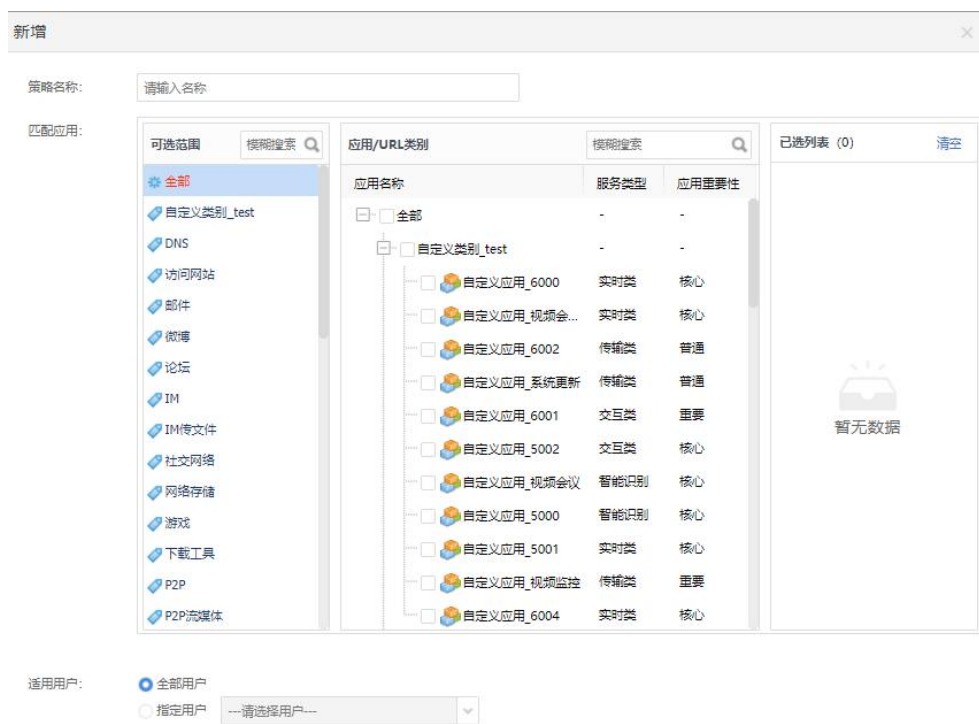 新增
策略名称: 请输入名称
匹配应用:
可选范围 模糊搜索
全部
自定义类别_test
DNS
访问网站
邮件
微博
论坛
IM
IM传文件
社交网络
网络存储
游戏
下载工具
P2P
P2P流媒体
应用/URL类别 模糊搜索
应用名称 服务类型 应用重要性
全部 - -
自定义类别_test - -
自定义应用_6000 实时类 核心
自定义应用_视频会... 实时类 核心
自定义应用_6002 传输类 普通
自定义应用_系统更新 传输类 普通
自定义应用_6001 交互类 重要
自定义应用_5002 交互类 核心
自定义应用_视频会议 智能识别 核心
自定义应用_5000 智能识别 核心
自定义应用_5001 实时类 核心
自定义应用_视频监控 传输类 重要
自定义应用_6004 实时类 核心
已选列表 (0) 清空
暂无数据
适用用户: 全部用户
指定用户 ---请选择用户---